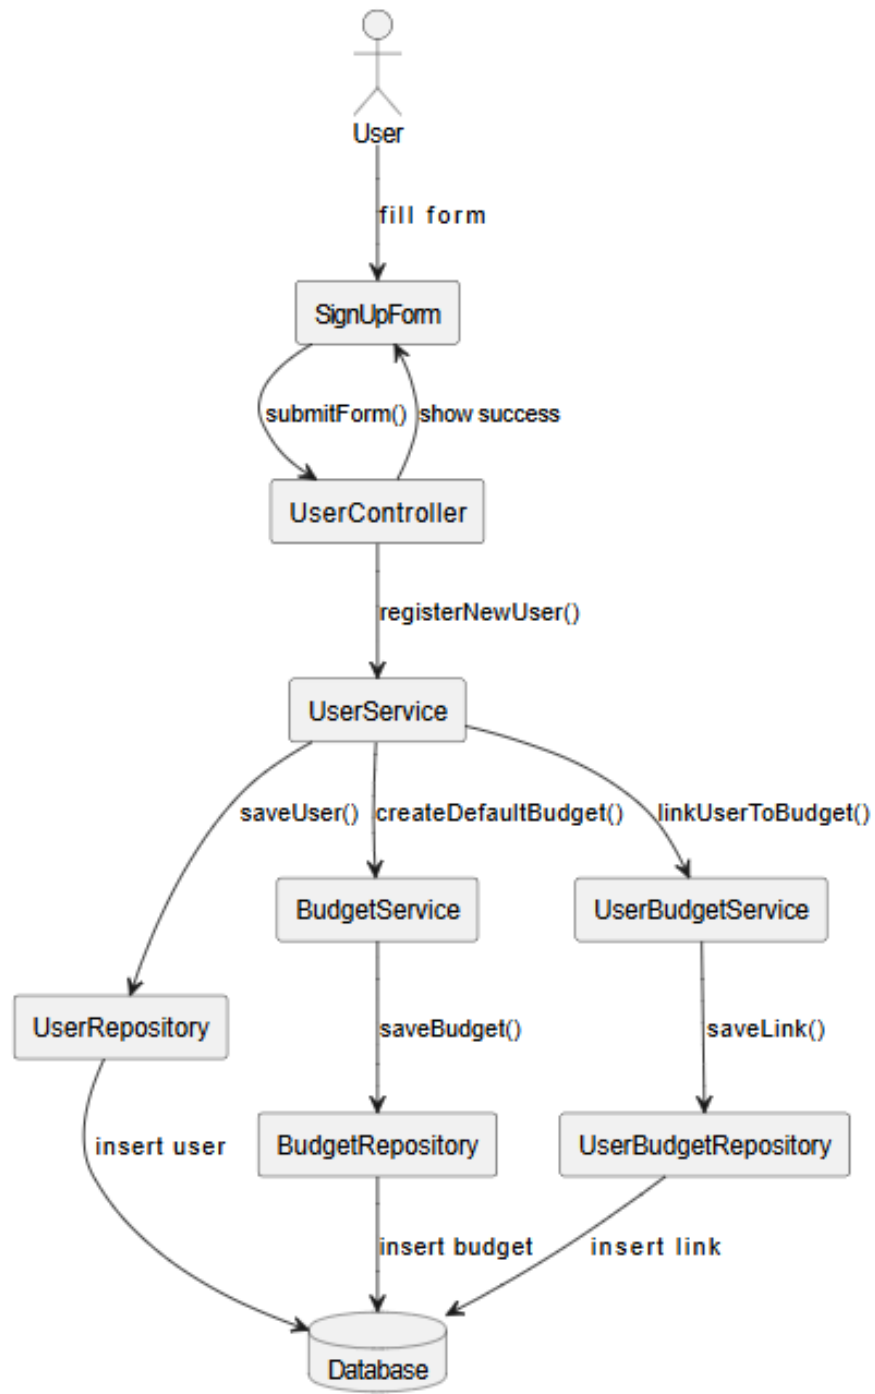 User
fill form
SignUpForm
submitForm() show success
UserController
registerNewUser()
UserService
saveUser() createDefaultBudget() linkUserToBudget()
BudgetService UserBudgetService
UserRepository saveBudget() saveLink()
insert user BudgetRepository UserBudgetRepository
insert budget insert link
Database